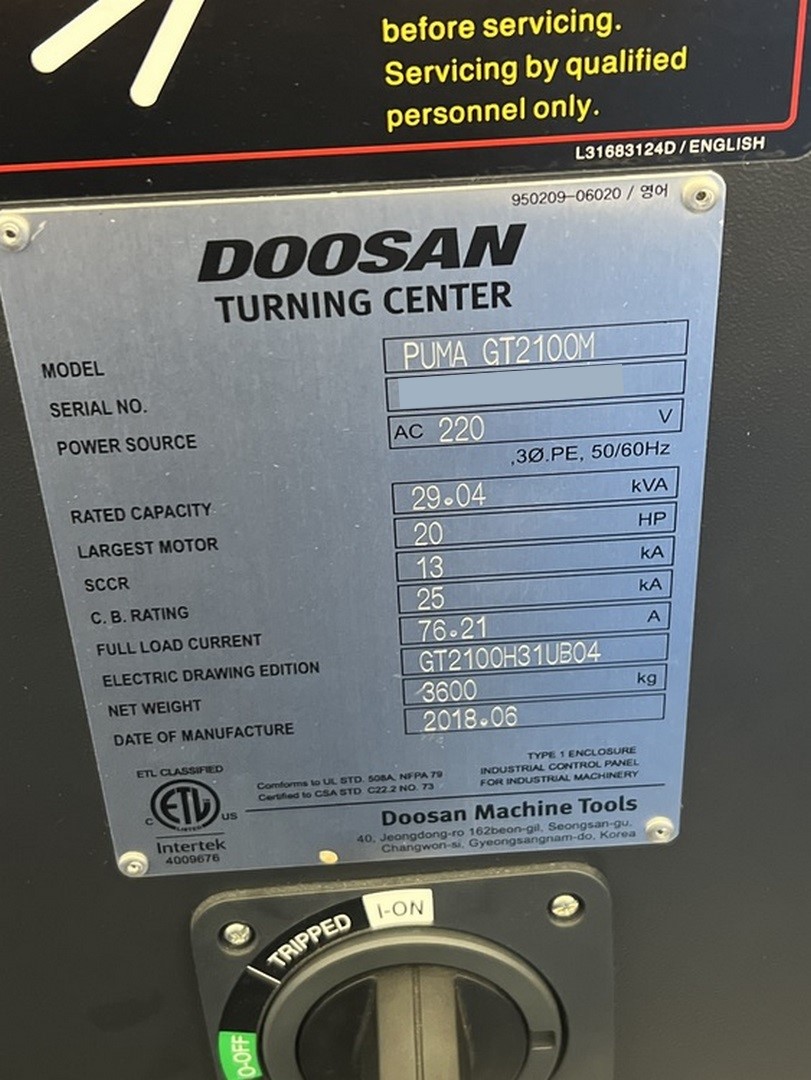 before servicing.
Servicing by qualified
personnel only.
L31683124D / ENGLISH
950209-06020 / 영어
DOOSAN
TURNING CENTER
MODEL PUMA GT2100M
SERIAL NO.
POWER SOURCE AC 220 V
,3Ø.PE, 50/60Hz
RATED CAPACITY 29.04 kVA
LARGEST MOTOR 20 HP
SCCR 13 kA
C. B. RATING 25 kA
FULL LOAD CURRENT 76.21 A
ELECTRIC DRAWING EDITION GT2100H31UB04
NET WEIGHT 3600 kg
DATE OF MANUFACTURE 2018.06
ETL CLASSIFIED
C ETL US
LISTED
Intertek
4009676
Comforms to UL STD. 508A, NFPA 79
Certified to CSA STD C22.2 NO. 73
TYPE 1 ENCLOSURE
INDUSTRIAL CONTROL PANEL
FOR INDUSTRIAL MACHINERY
Doosan Machine Tools
40, Jeongdong-ro 162beon-gil, Seongsan-gu,
Changwon-si, Gyeongsangnam-do, Korea
I-ON
TRIPPED
O-OFF